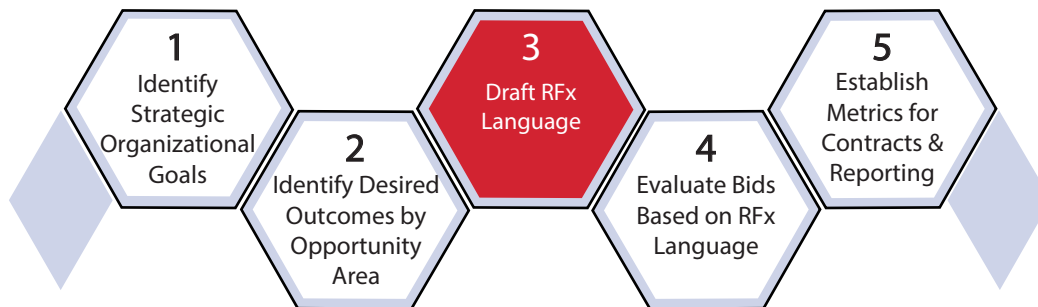 1
Identify
Strategic
Organizational
Goals
2
Identify Desired
Outcomes by
Opportunity
Area
3
Draft RFx
Language
4
Evaluate Bids
Based on RFx
Language
5
Establish
Metrics for
Contracts &
Reporting